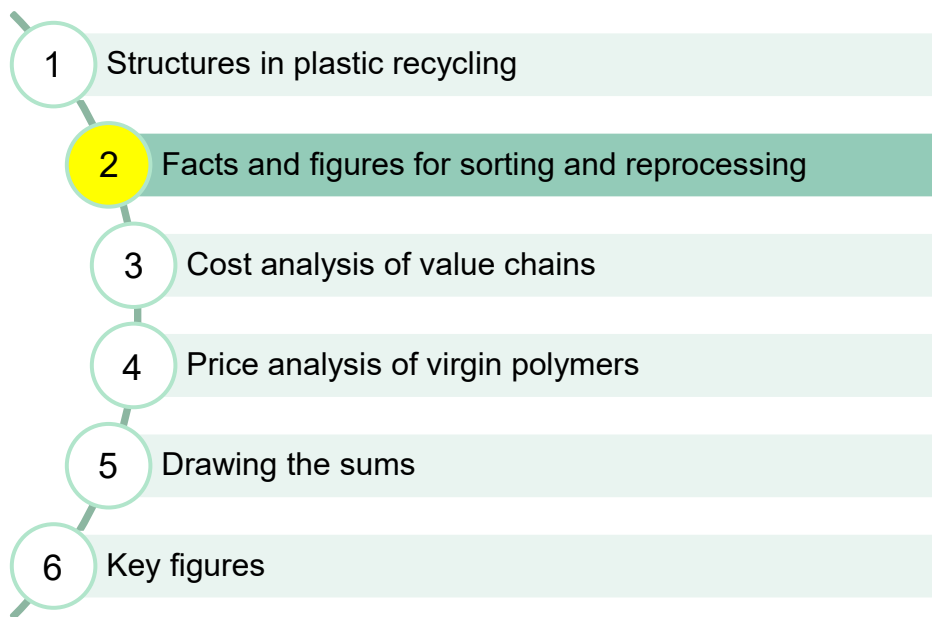 1 Structures in plastic recycling
2 Facts and figures for sorting and reprocessing
3 Cost analysis of value chains
4 Price analysis of virgin polymers
5 Drawing the sums
6 Key figures